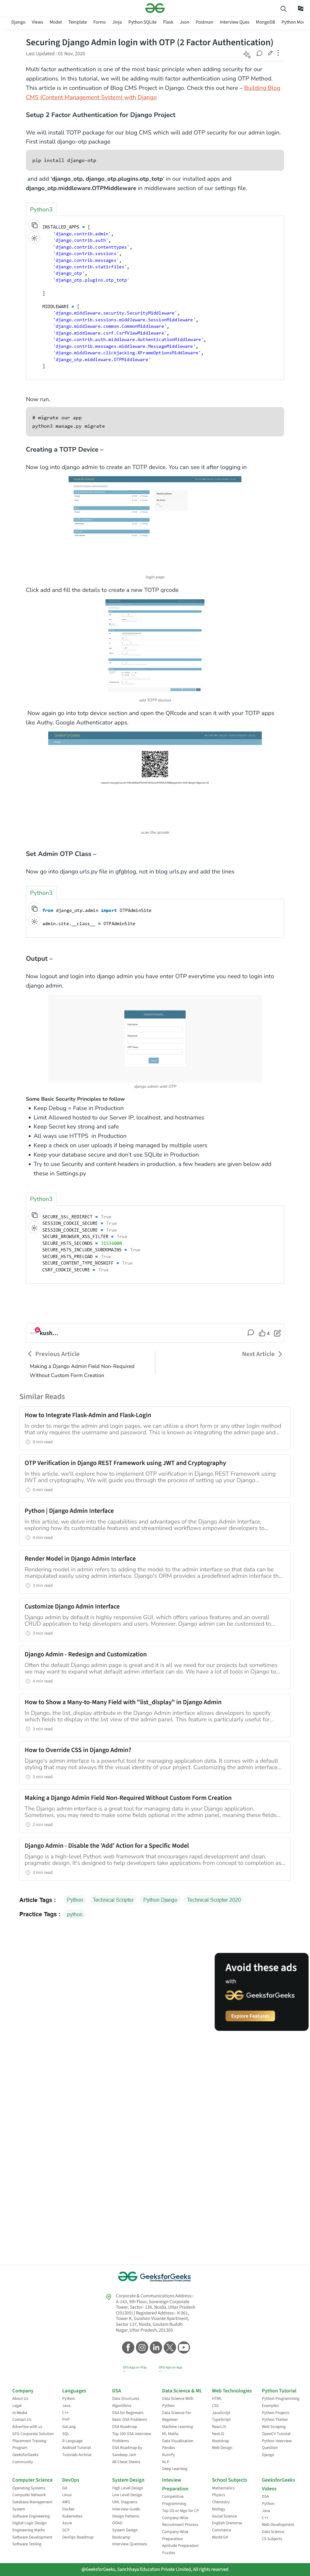 Django Views Model Template Forms Jinja Python SQLite Flask Json Postman Interview Ques MongoDB Python Mon
Securing Django Admin login with OTP (2 Factor Authentication)
Last Updated : 01 Nov, 2020
Multi factor authentication is one of the most basic principle when adding security for our
applications. In this tutorial, we will be adding multi factor authentication using OTP Method.
This article is in continuation of Blog CMS Project in Django. Check this out here – Building Blog
CMS (Content Management System) with Django
Setup 2 Factor Authentication for Django Project
We will install TOTP package for our blog CMS which will add OTP security for our admin login.
First install django-otp package
pip install django-otp
and add 'django_otp, django_otp.plugins.otp_totp' in our installed apps and
django_otp.middleware.OTPMiddleware in middleware section of our settings file.
Python3
INSTALLED_APPS = [
'django.contrib.admin',
'django.contrib.auth',
'django.contrib.contenttypes',
'django.contrib.sessions',
'django.contrib.messages',
'django.contrib.staticfiles',
'django_otp',
'django_otp.plugins.otp_totp'
]
MIDDLEWARE = [
'django.middleware.security.SecurityMiddleware',
'django.contrib.sessions.middleware.SessionMiddleware',
'django.middleware.common.CommonMiddleware',
'django.middleware.csrf.CsrfViewMiddleware',
'django.contrib.auth.middleware.AuthenticationMiddleware',
'django.contrib.messages.middleware.MessageMiddleware',
'django.middleware.clickjacking.XFrameOptionsMiddleware',
'django_otp.middleware.OTPMiddleware'
]
Now run,
# migrate our app
python3 manage.py migrate
Creating a TOTP Device –
Now log into django admin to create an TOTP device. You can see it after logging in
login page
Click add and fill the details to create a new TOTP qrcode
add TOTP devices
Now again go into totp device section and open the QRcode and scan it with your TOTP apps
like Authy, Google Authenticator apps.
scan the qrcode
Set Admin OTP Class –
Now go into django urls.py file in gfgblog, not in blog urls.py and add the lines
Python3
from django_otp.admin import OTPAdminSite
admin.site.__class__ = OTPAdminSite
Output –
Now logout and login into django admin you have enter OTP everytime you need to login into
django admin.
django admin with OTP
Some Basic Security Principles to follow
Keep Debug = False in Production
Limit Allowed hosted to our Server IP, localhost, and hostnames
Keep Secret key strong and safe
All ways use HTTPS in Production
Keep a check on user uploads if being managed by multiple users
Keep your database secure and don't use SQLite in Production
Try to use Security and content headers in production, a few headers are given below add
these in Settings.py
Python3
SECURE_SSL_REDIRECT = True
SESSION_COOKIE_SECURE = True
SESSION_COOKIE_SECURE = True
SECURE_BROWSER_XSS_FILTER = True
SECURE_HSTS_SECONDS = 31536000
SECURE_HSTS_INCLUDE_SUBDOMAINS = True
SECURE_HSTS_PRELOAD = True
SECURE_CONTENT_TYPE_NOSNIFF = True
CSRF_COOKIE_SECURE = True
kush... 4
Previous Article Next Article
Making a Django Admin Field Non-Required
Without Custom Form Creation
Similar Reads
How to Integrate Flask-Admin and Flask-Login
In order to merge the admin and login pages, we can utilize a short form or any other login method
that only requires the username and password. This is known as integrating the admin page and...
8 min read
OTP Verification in Django REST Framework using JWT and Cryptography
In this article, we'll explore how to implement OTP verification in Django REST Framework using
JWT and cryptography. We will guide you through the process of setting up your Django...
6 min read
Python | Django Admin Interface
In this article, we delve into the capabilities and advantages of the Django Admin Interface,
exploring how its customizable features and streamlined workflows empower developers to...
4 min read
Render Model in Django Admin Interface
Rendering model in admin refers to adding the model to the admin interface so that data can be
manipulated easily using admin interface. Django's ORM provides a predefined admin interface th...
3 min read
Customize Django Admin Interface
Django admin by default is highly responsive GUI, which offers various features and an overall
CRUD application to help developers and users. Moreover, Django admin can be customized to...
3 min read
Django Admin - Redesign and Customization
Often the default Django admin page is great and it is all we need for our projects but sometimes
we may want to expand what default admin interface can do. We have a lot of tools in Django to...
4 min read
How to Show a Many-to-Many Field with "list_display" in Django Admin
In Django, the list_display attribute in the Django Admin interface allows developers to specify
which fields to display in the list view of the admin panel. This feature is particularly useful for...
3 min read
How to Override CSS in Django Admin?
Django's admin interface is a powerful tool for managing application data. It comes with a default
styling that may not always fit the visual identity of your project. Customizing the admin interface...
3 min read
Making a Django Admin Field Non-Required Without Custom Form Creation
The Django admin interface is a great tool for managing data in your Django application.
Sometimes, you may need to make some fields optional in the admin panel, meaning these fields...
2 min read
Django Admin - Disable the 'Add' Action for a Specific Model
Django is a high-level Python web framework that encourages rapid development and clean,
pragmatic design. It's designed to help developers take applications from concept to completion as...
3 min read
Article Tags : Python Technical Scripter Python Django Technical Scripter 2020
Practice Tags : python
Avoid these ads
with
GeeksforGeeks
Explore Features
GeeksforGeeks
Corporate & Communications Address:-
A-143, 9th Floor, Sovereign Corporate
Tower, Sector- 136, Noida, Uttar Pradesh
(201305) | Registered Address:- K 061,
Tower K, Gulshan Vivante Apartment,
Sector 137, Noida, Gautam Buddh
Nagar, Uttar Pradesh, 201305
GFG App on Play GFG App on App
Company Languages DSA Data Science & ML Web Technologies Python Tutorial
About Us Python Data Structures Data Science With HTML Python Programming
Legal Java Algorithms Python CSS Examples
In Media C++ DSA for Beginners Data Science For JavaScript Python Projects
Contact Us PHP Basic DSA Problems Beginner TypeScript Python Tkinter
Advertise with us GoLang DSA Roadmap Machine Learning ReactJS Web Scraping
GFG Corporate Solution SQL Top 100 DSA Interview ML Maths NextJS OpenCV Tutorial
Placement Training R Language Problems Data Visualisation Bootstrap Python Interview
Program Android Tutorial DSA Roadmap by Pandas Web Design Question
GeeksforGeeks Tutorials Archive Sandeep Jain NumPy Django
Community All Cheat Sheets NLP
Deep Learning
Computer Science DevOps System Design Inteview School Subjects GeeksforGeeks
Operating Systems Git High Level Design Preparation Mathematics Videos
Computer Network Linux Low Level Design Competitive Physics DSA
Database Management AWS UML Diagrams Programming Chemistry Python
System Docker Interview Guide Top DS or Algo for CP Biology Java
Software Engineering Kubernetes Design Patterns Company-Wise Social Science C++
Digital Logic Design Azure OOAD Recruitment Process English Grammar Web Development
Engineering Maths GCP System Design Company-Wise Commerce Data Science
Software Development DevOps Roadmap Bootcamp Preparation World GK CS Subjects
Software Testing Interview Questions Aptitude Preparation
Puzzles
@GeeksforGeeks, Sanchhaya Education Private Limited, All rights reserved